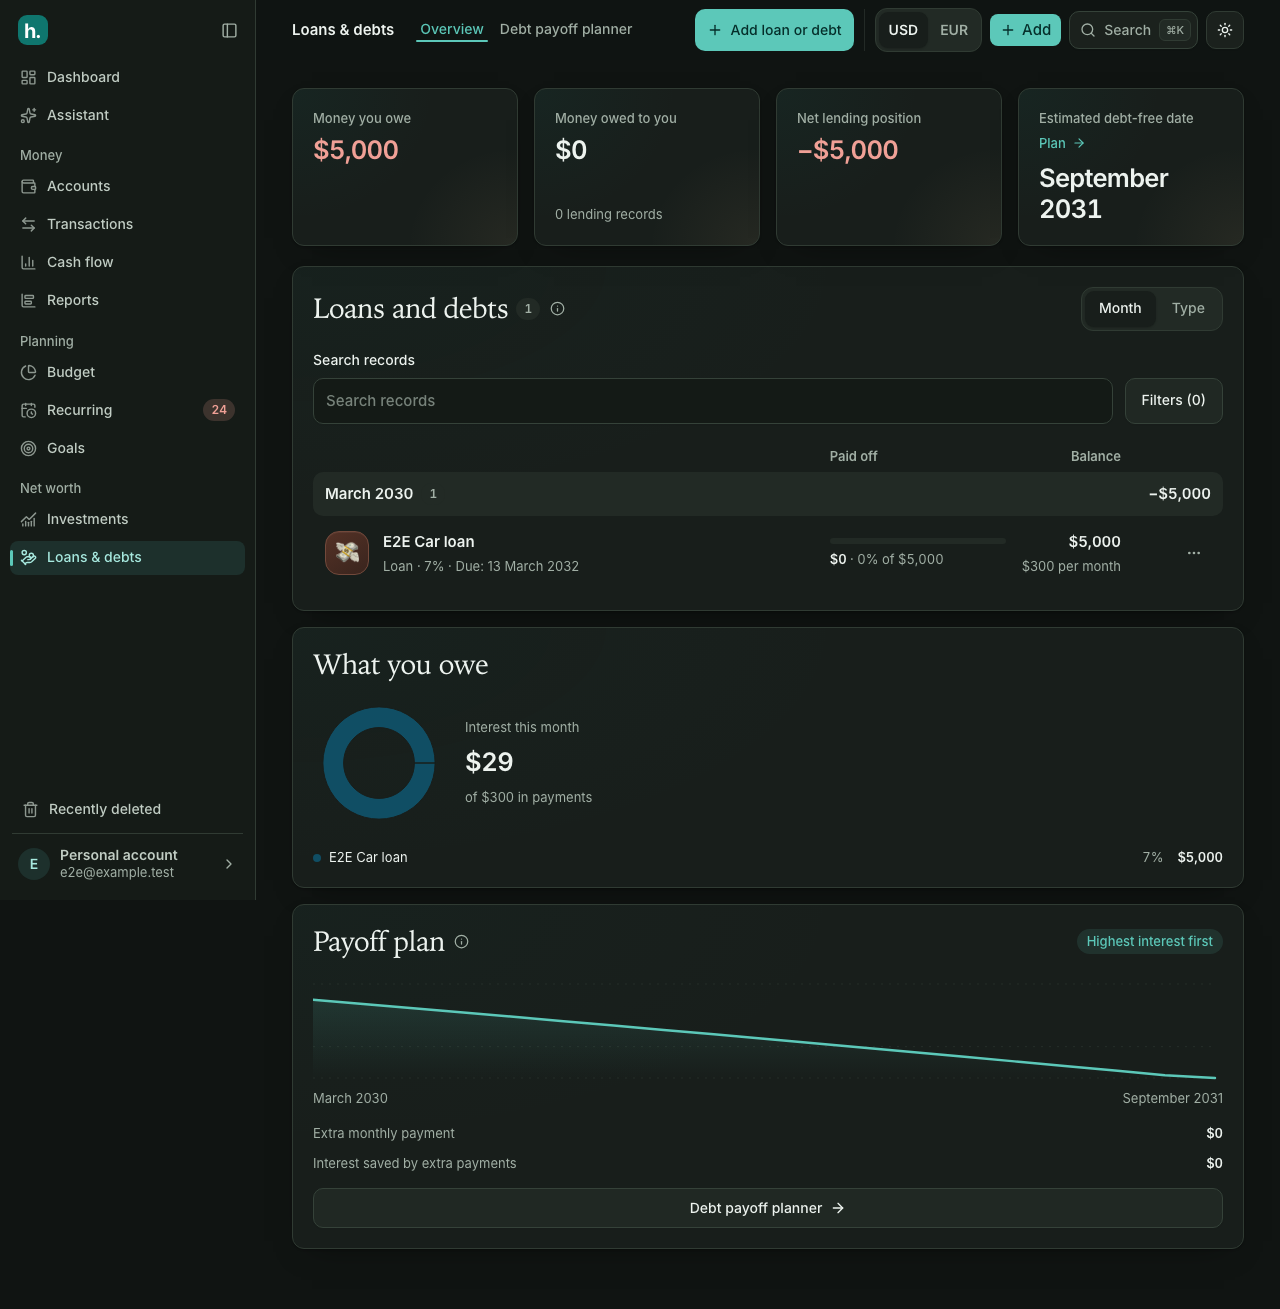 h.
Dashboard
Assistant
Money
Accounts
Transactions
Cash flow
Reports
Planning
Budget
Recurring 24
Goals
Net worth
Investments
Loans & debts
Recently deleted
E
Personal account
e2e@example.test
Loans & debts Overview Debt payoff planner + Add loan or debt USD EUR + Add Search ⌘K
Money you owe
$5,000
Money owed to you
$0
0 lending records
Net lending position
−$5,000
Estimated debt-free date
Plan →
September
2031
Loans and debts 1
Month Type
Search records
Search records
Filters (0)
Paid off Balance
March 2030 1 −$5,000
E2E Car loan
Loan · 7% · Due: 13 March 2032
$0 · 0% of $5,000
$5,000
$300 per month
What you owe
Interest this month
$29
of $300 in payments
E2E Car loan 7% $5,000
Payoff plan
Highest interest first
March 2030 September 2031
Extra monthly payment $0
Interest saved by extra payments $0
Debt payoff planner →